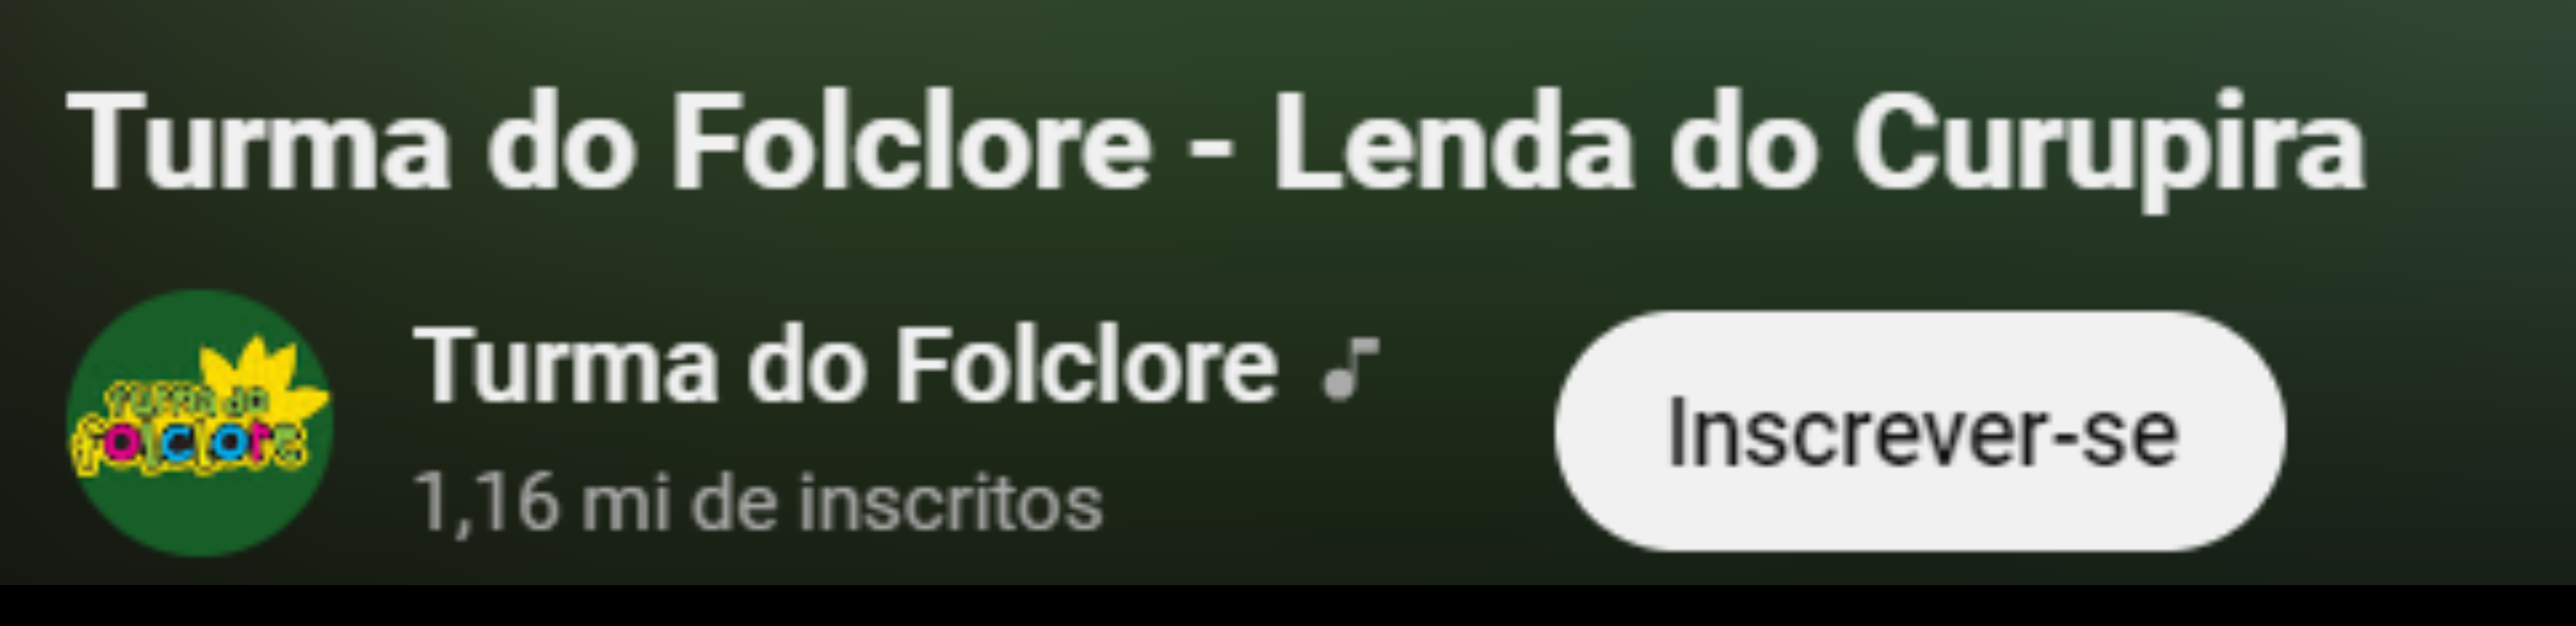 Turma do Folclore - Lenda do Curupira
turma do
folclore
Turma do Folclore
1,16 mi de inscritos
Inscrever-se